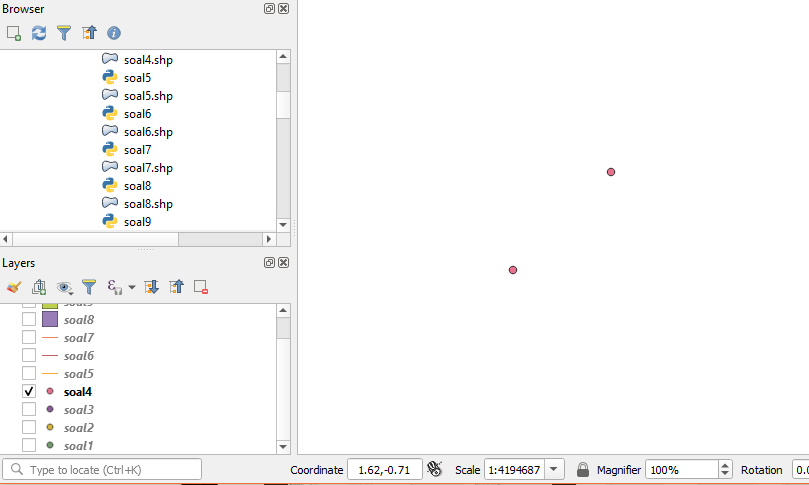 Browser
soal4.shp
soal5
soal5.shp
soal6
soal6.shp
soal7
soal7.shp
soal8
soal8.shp
soal9
Layers
soal8
soal7
soal6
soal5
soal4
soal3
soal2
soal1
Type to locate (Ctrl+K) Coordinate 1.62,-0.71 Scale 1:4194687 Magnifier 100% Rotation 0.0